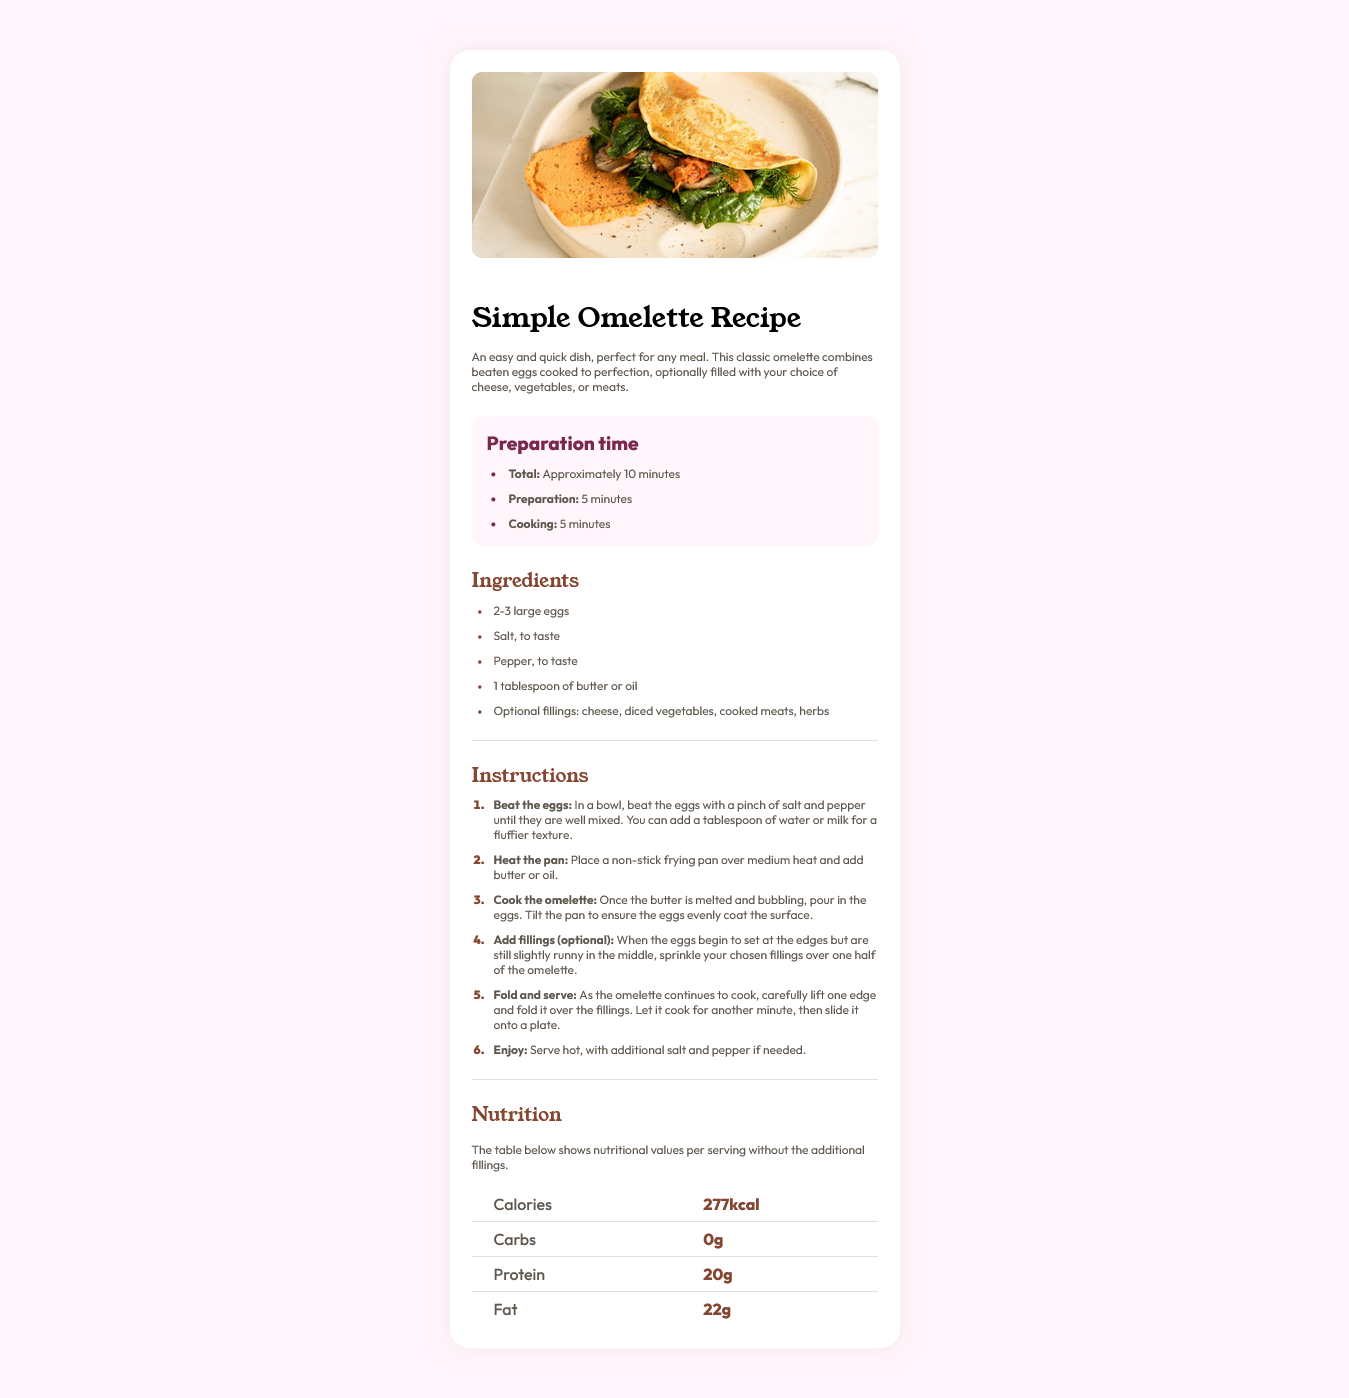 Simple Omelette Recipe
An easy and quick dish, perfect for any meal. This classic omelette combines
beaten eggs cooked to perfection, optionally filled with your choice of
cheese, vegetables, or meats.
Preparation time
• Total: Approximately 10 minutes
• Preparation: 5 minutes
• Cooking: 5 minutes
Ingredients
• 2-3 large eggs
• Salt, to taste
• Pepper, to taste
• 1 tablespoon of butter or oil
• Optional fillings: cheese, diced vegetables, cooked meats, herbs
Instructions
1. Beat the eggs: In a bowl, beat the eggs with a pinch of salt and pepper
until they are well mixed. You can add a tablespoon of water or milk for a
fluffier texture.
2. Heat the pan: Place a non-stick frying pan over medium heat and add
butter or oil.
3. Cook the omelette: Once the butter is melted and bubbling, pour in the
eggs. Tilt the pan to ensure the eggs evenly coat the surface.
4. Add fillings (optional): When the eggs begin to set at the edges but are
still slightly runny in the middle, sprinkle your chosen fillings over one half
of the omelette.
5. Fold and serve: As the omelette continues to cook, carefully lift one edge
and fold it over the fillings. Let it cook for another minute, then slide it
onto a plate.
6. Enjoy: Serve hot, with additional salt and pepper if needed.
Nutrition
The table below shows nutritional values per serving without the additional
fillings.
Calories 277kcal
Carbs 0g
Protein 20g
Fat 22g